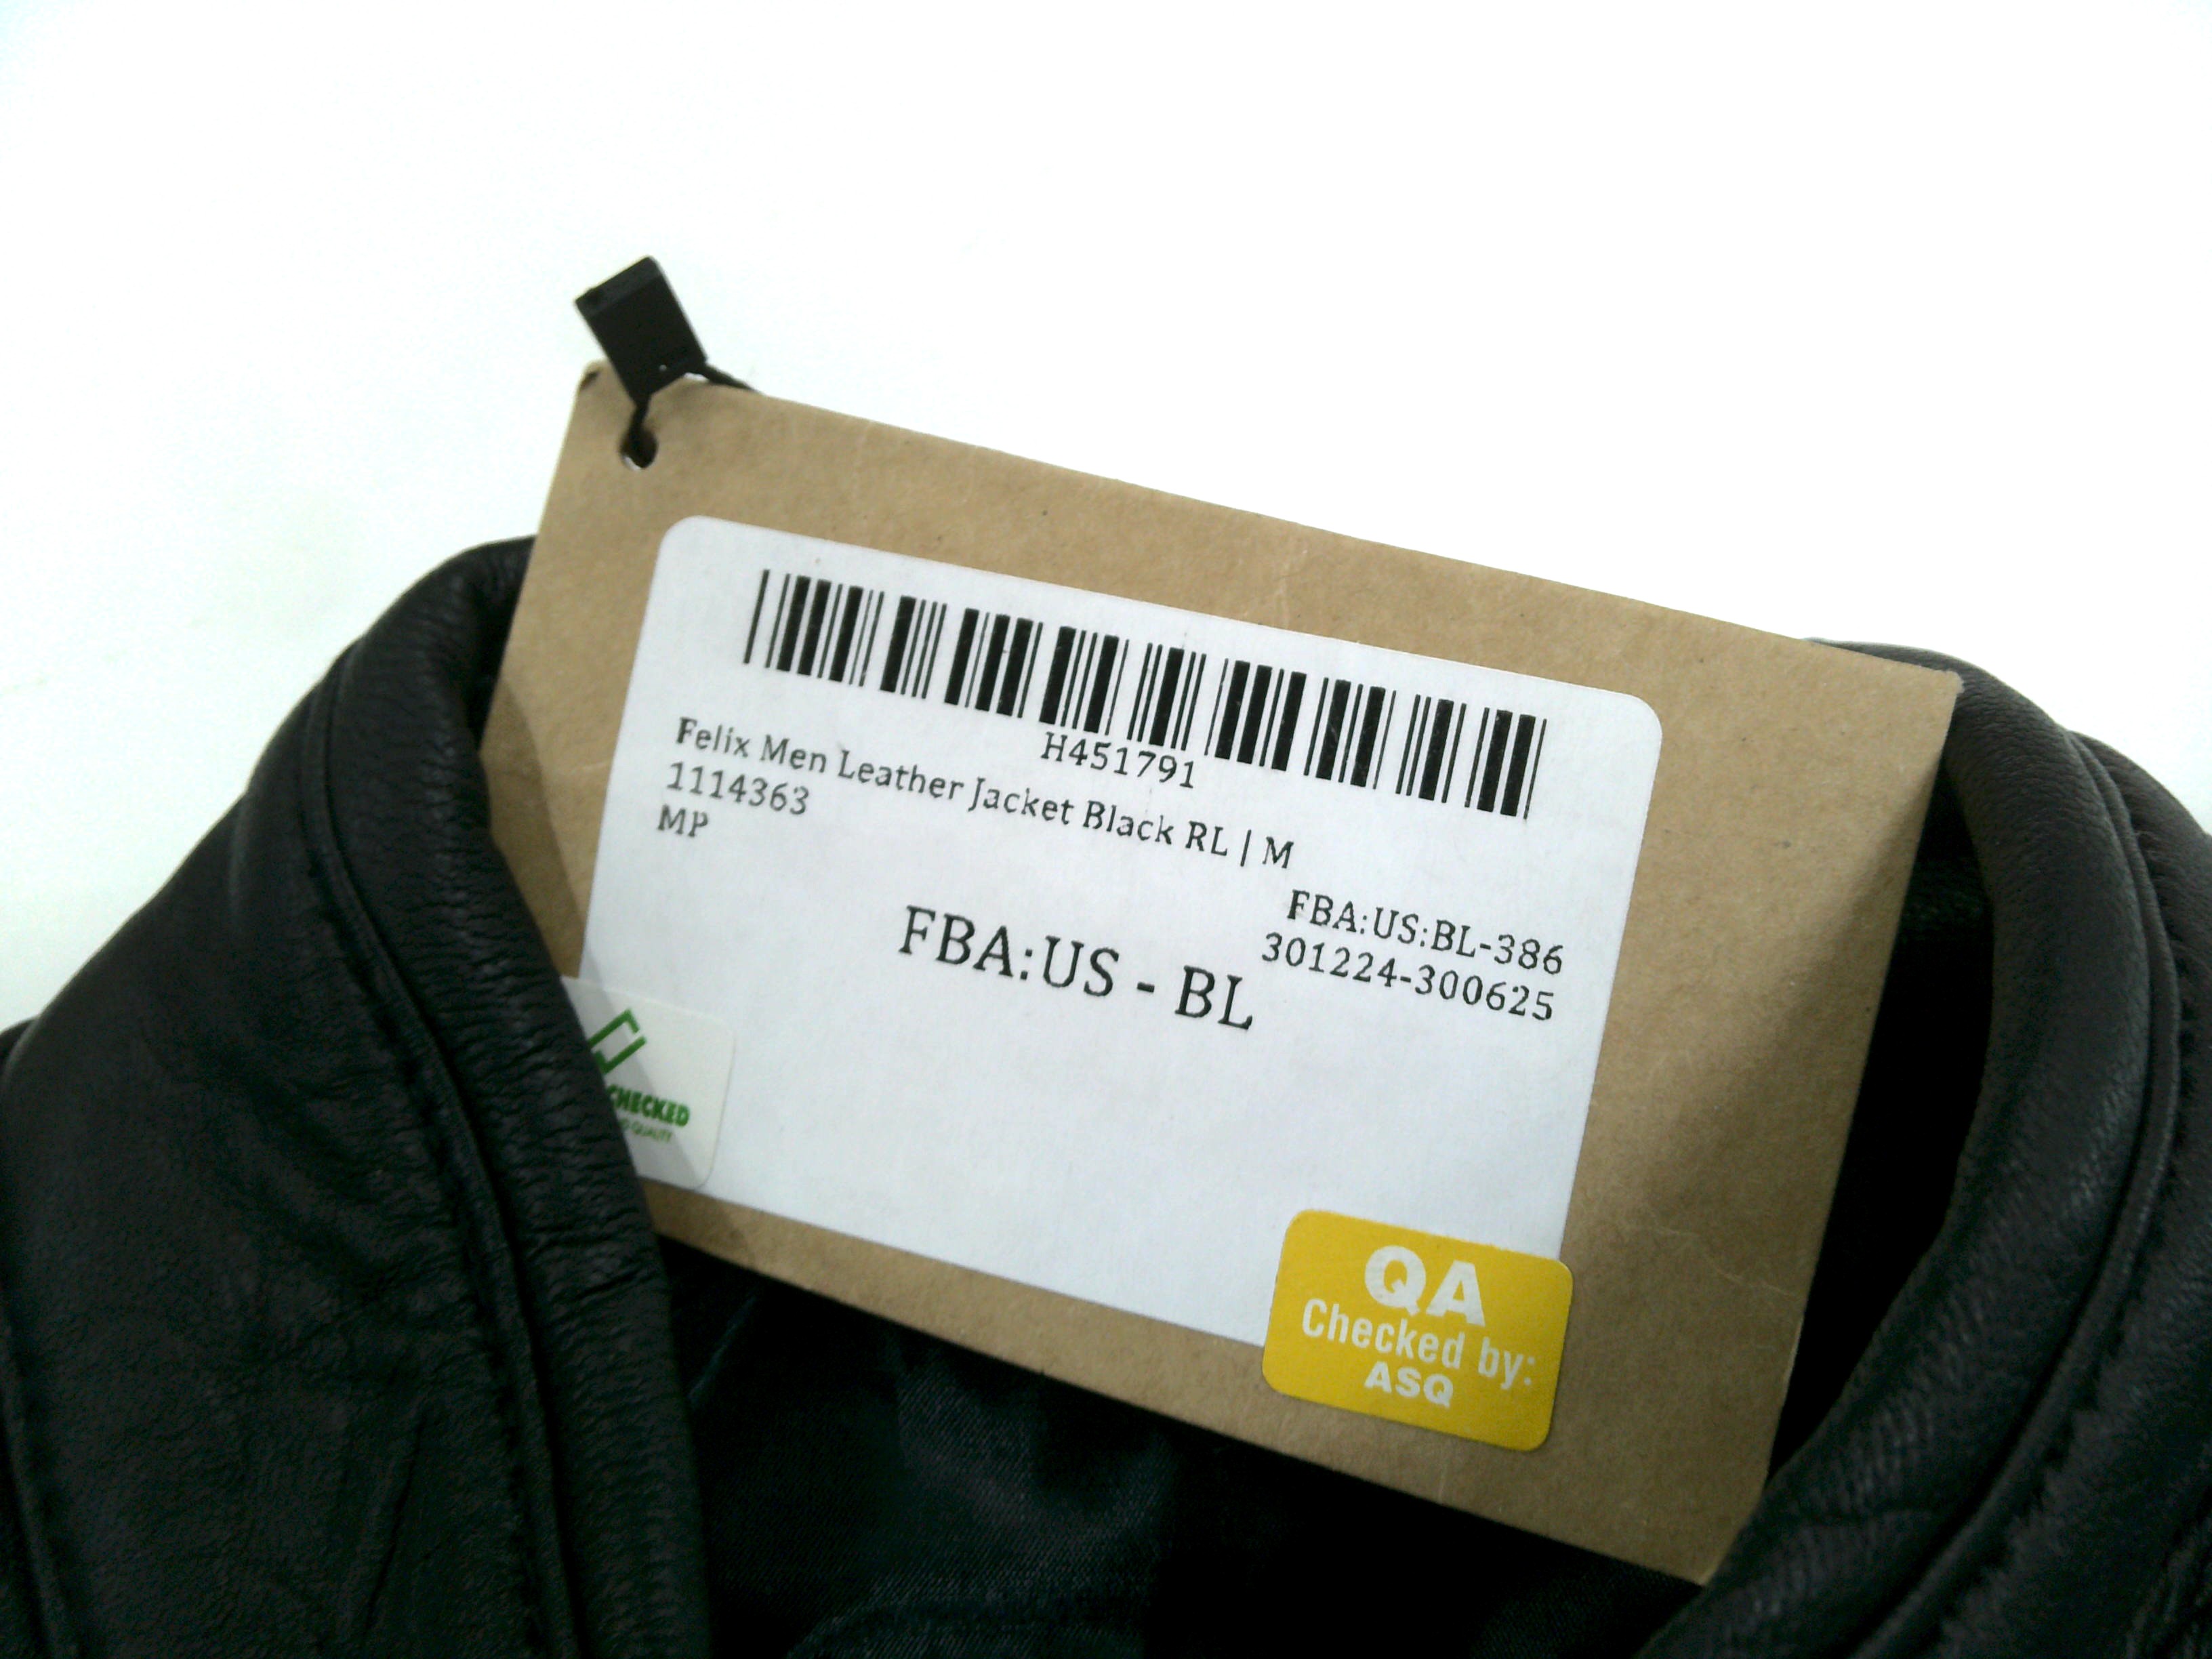 H451791
Felix Men Leather Jacket Black RL | M
1114363
MP
FBA:US:BL-386
301224-300625
FBA:US - BL
CHECKED
QUALITY
QA
Checked by:
ASQ